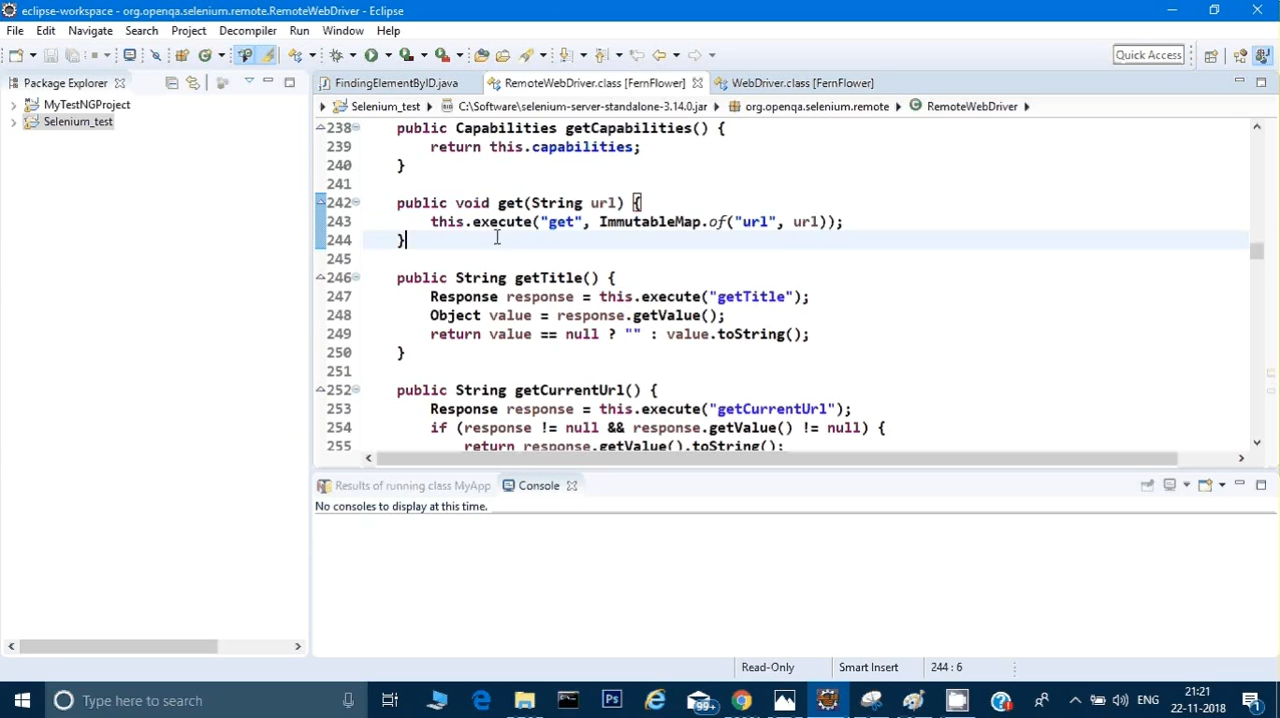 eclipse-workspace - org.openqa.selenium.remote.RemoteWebDriver - Eclipse
File Edit Navigate Search Project Decompiler Run Window Help
Quick Access
Package Explorer
FindingElementByID.java
RemoteWebDriver.class [FernFlower]
WebDriver.class [FernFlower]
MyTestNGProject
Selenium_test
Selenium_test C:\Software\selenium-server-standalone-3.14.0.jar org.openqa.selenium.remote RemoteWebDriver
238 public Capabilities getCapabilities() {
239 return this.capabilities;
240 }
241
242 public void get(String url) {
243 this.execute("get", ImmutableMap.of("url", url));
244 }
245
246 public String getTitle() {
247 Response response = this.execute("getTitle");
248 Object value = response.getValue();
249 return value == null ? "" : value.toString();
250 }
251
252 public String getCurrentUrl() {
253 Response response = this.execute("getCurrentUrl");
254 if (response != null && response.getValue() != null) {
255 return response.getValue().toString();
Results of running class MyApp
Console
No consoles to display at this time.
Read-Only Smart Insert 244 : 6
Type here to search
99+
ENG
21:21
22-11-2018
1